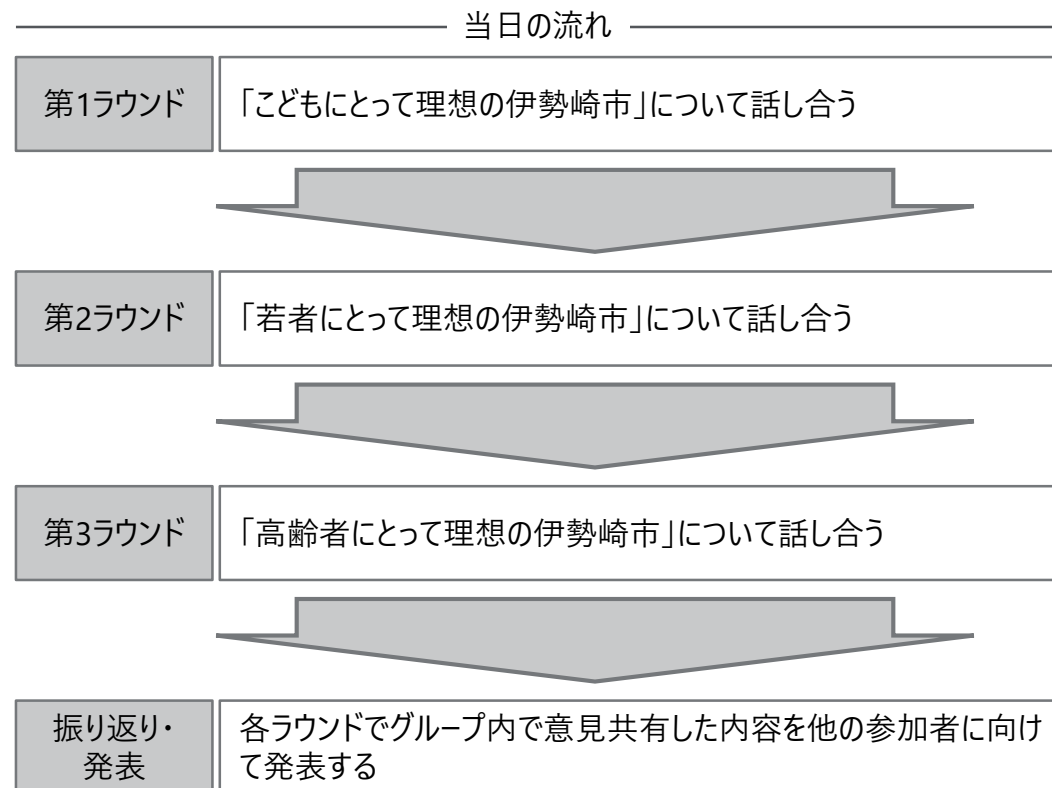 当日の流れ
第1ラウンド
「こどもにとって理想の伊勢崎市」について話し合う
第2ラウンド
「若者にとって理想の伊勢崎市」について話し合う
第3ラウンド
「高齢者にとって理想の伊勢崎市」について話し合う
振り返り・
発表
各ラウンドでグループ内で意見共有した内容を他の参加者に向け
て発表する